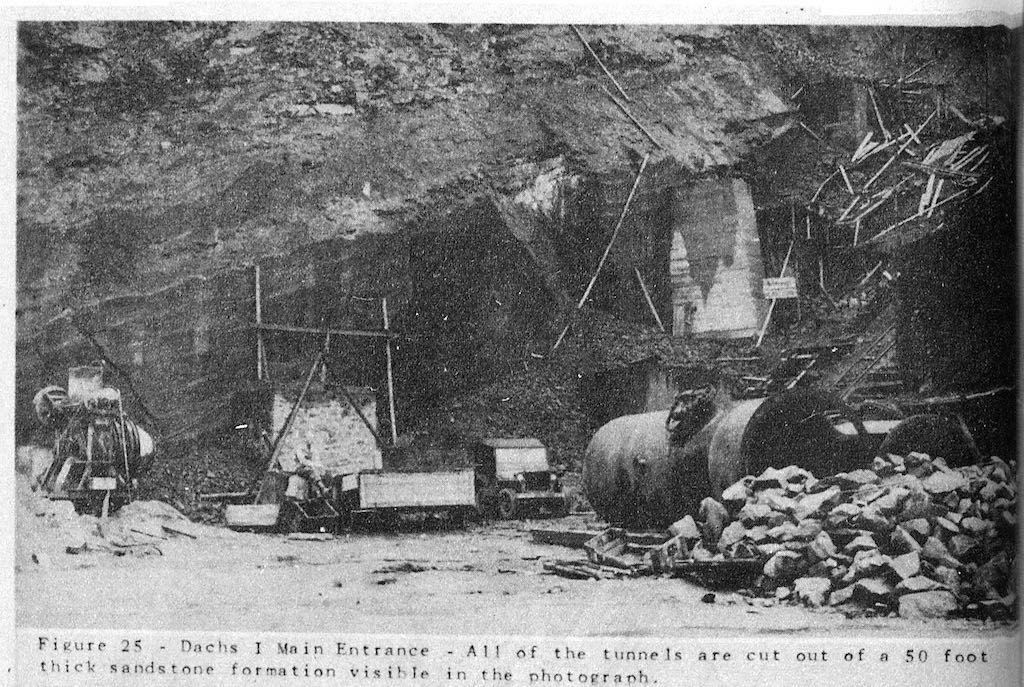 Figure 25 - Dachs I Main Entrance - All of the tunnels are cut out of a 50 foot
thick sandstone formation visible in the photograph.